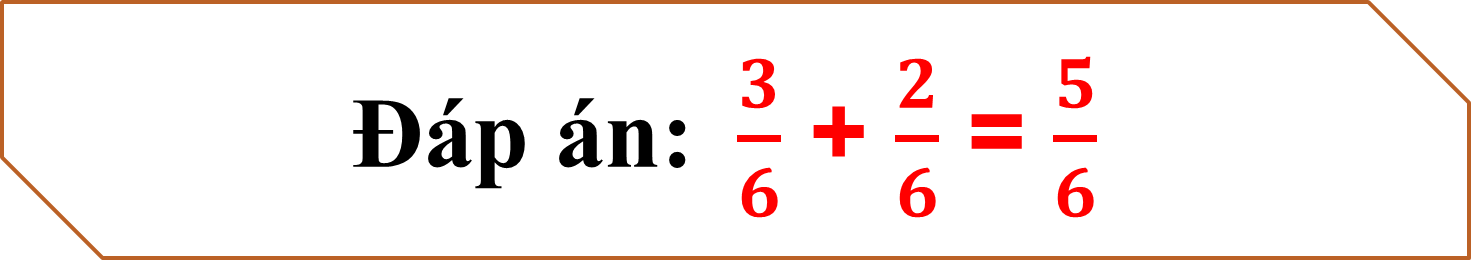 Đáp án: 3/6 + 2/6 = 5/6